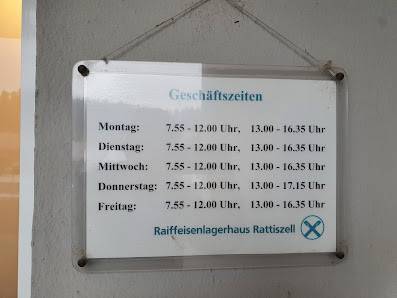 Geschäftszeiten
Montag: 7.55 - 12.00 Uhr, 13.00 - 16.35 Uhr
Dienstag: 7.55 - 12.00 Uhr, 13.00 - 16.35 Uhr
Mittwoch: 7.55 - 12.00 Uhr, 13.00 - 16.35 Uhr
Donnerstag: 7.55 - 12.00 Uhr, 13.00 - 17.15 Uhr
Freitag: 7.55 - 12.00 Uhr, 13.00 - 16.35 Uhr
Raiffeisenlagerhaus Rattiszell